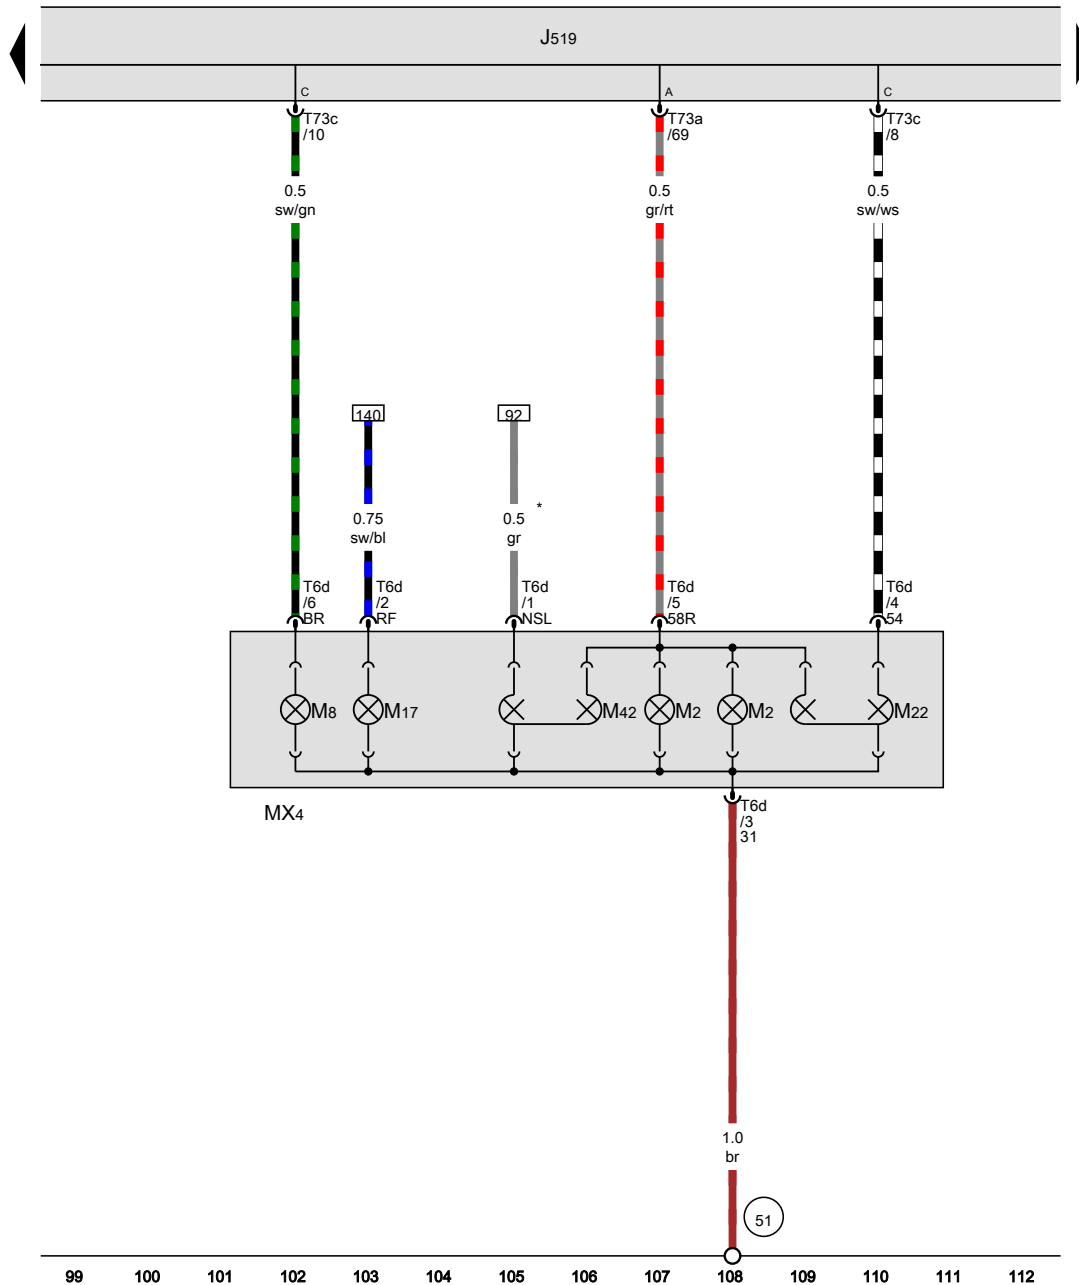 J519
C
A
C
T73c
/10
T73a
/69
T73c
/8
0.5
sw/gn
0.5
gr/rt
0.5
sw/ws
140
92
0.75
sw/bl
0.5
gr
*
T6d
/6
BR
T6d
/2
RF
T6d
/1
NSL
T6d
/5
58R
T6d
/4
54
M8
M17
M42
M2
M2
M22
MX4
T6d
/3
31
1.0
br
51
99 100 101 102 103 104 105 106 107 108 109 110 111 112